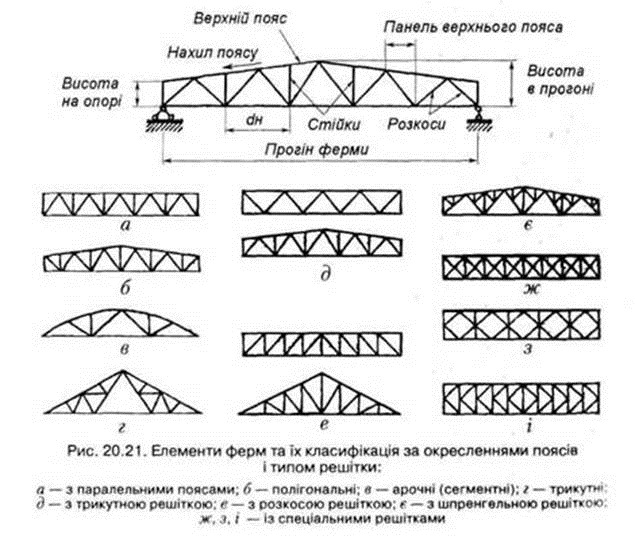 Верхній пояс
Панель верхнього пояса
Нахил поясу
Висота на опорі
Висота в прогоні
dн
Стійки
Розкоси
Прогін ферми
а
б
в
г
д
е
є
ж
з
і
Рис. 20.21. Елементи ферм та їх класифікація за окресленнями поясів
і типом решітки:
а — з паралельними поясами; б — полігональні; в — арочні (сегментні); г — трикутні;
д — з трикутною решіткою; е — з розкосою решіткою; є — з шпренгельною решіткою;
ж, з, і — із спеціальними решітками